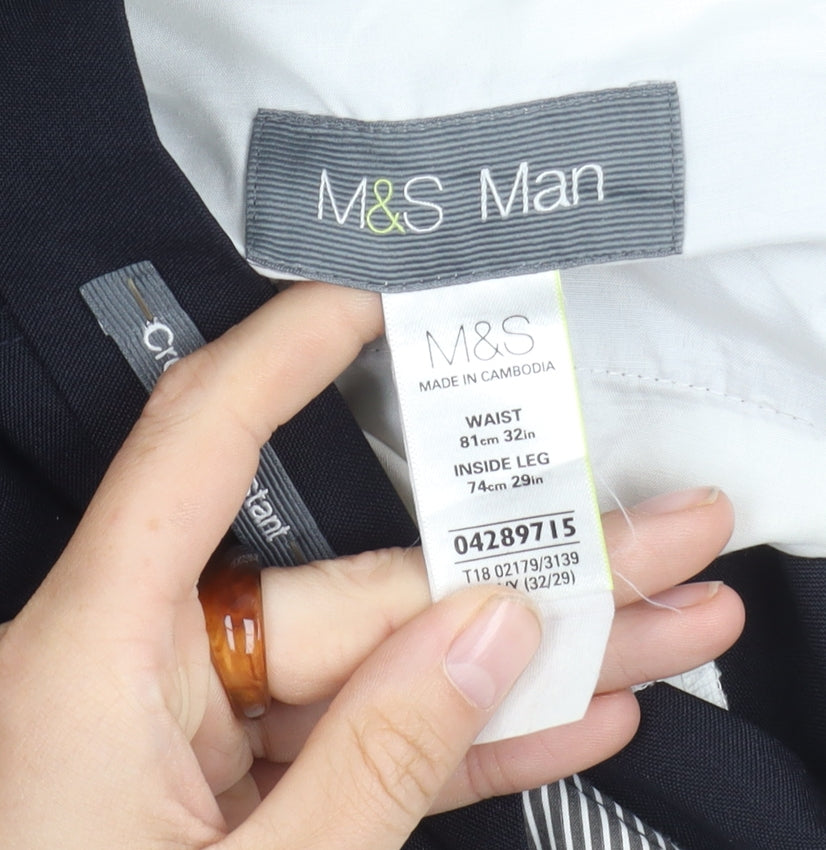 M&S Man
M&S
MADE IN CAMBODIA
WAIST
81cm 32in
INSIDE LEG
74cm 29in
04289715
T18 02179/3139
(32/29)